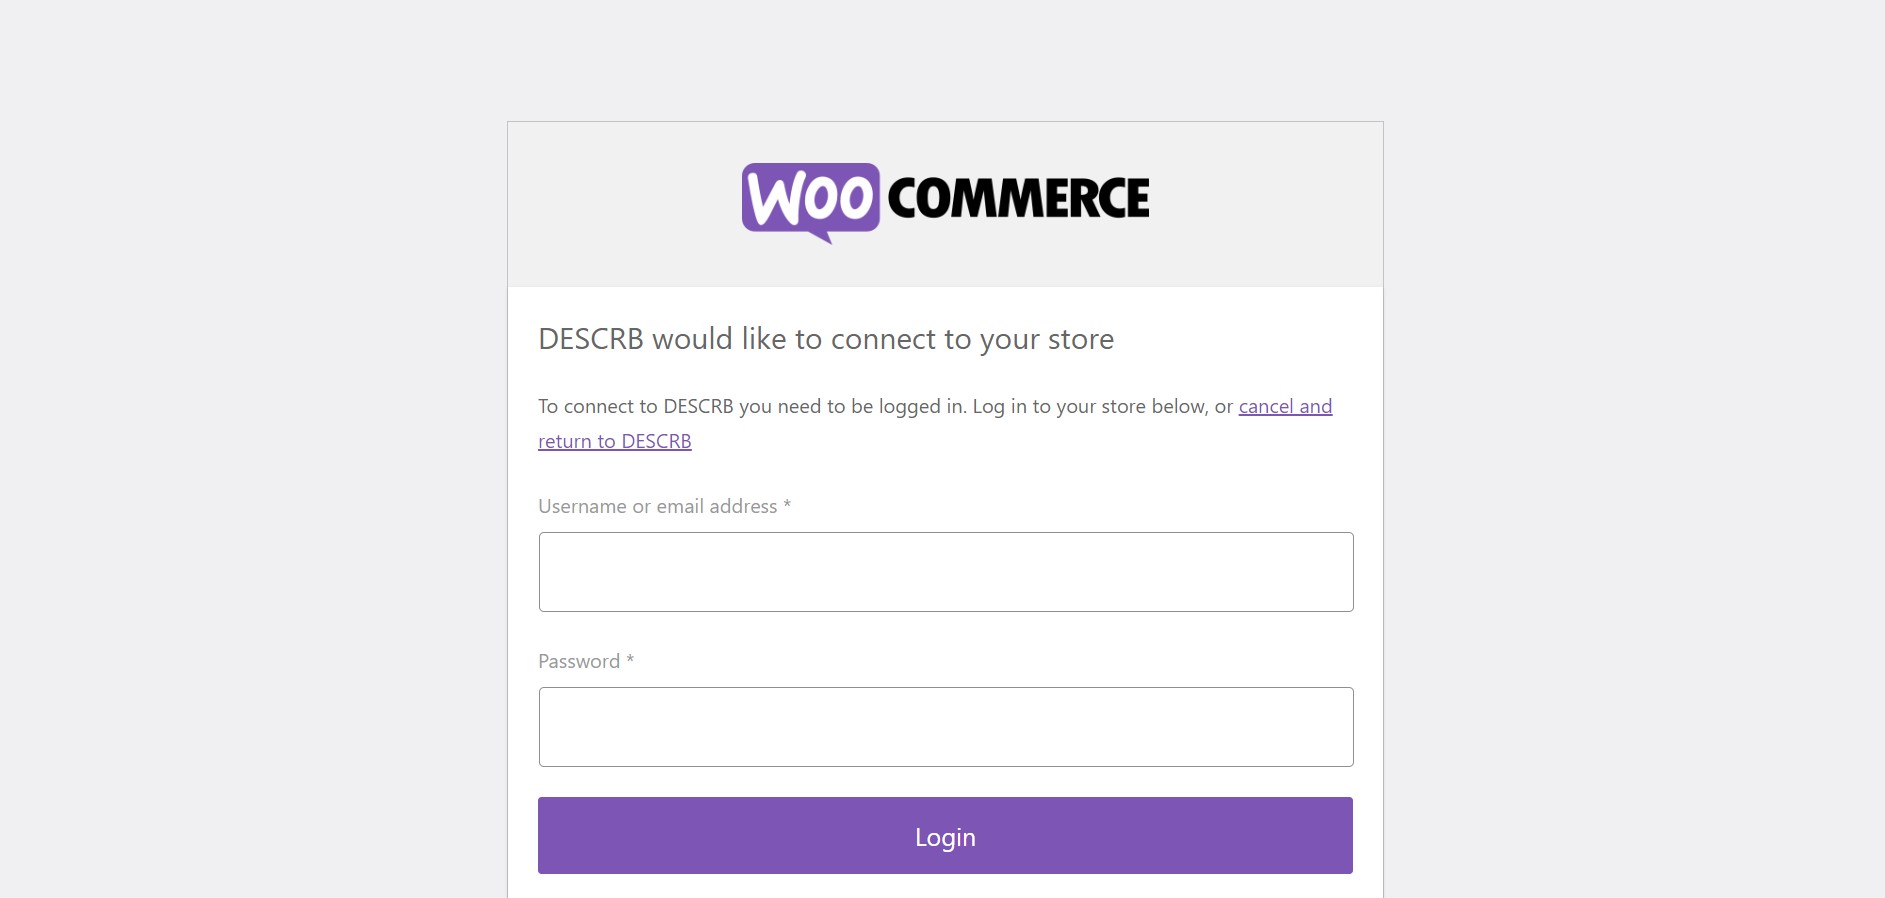 WOO COMMERCE
DESCRB would like to connect to your store
To connect to DESCRB you need to be logged in. Log in to your store below, or cancel and
return to DESCRB
Username or email address *
Password *
Login